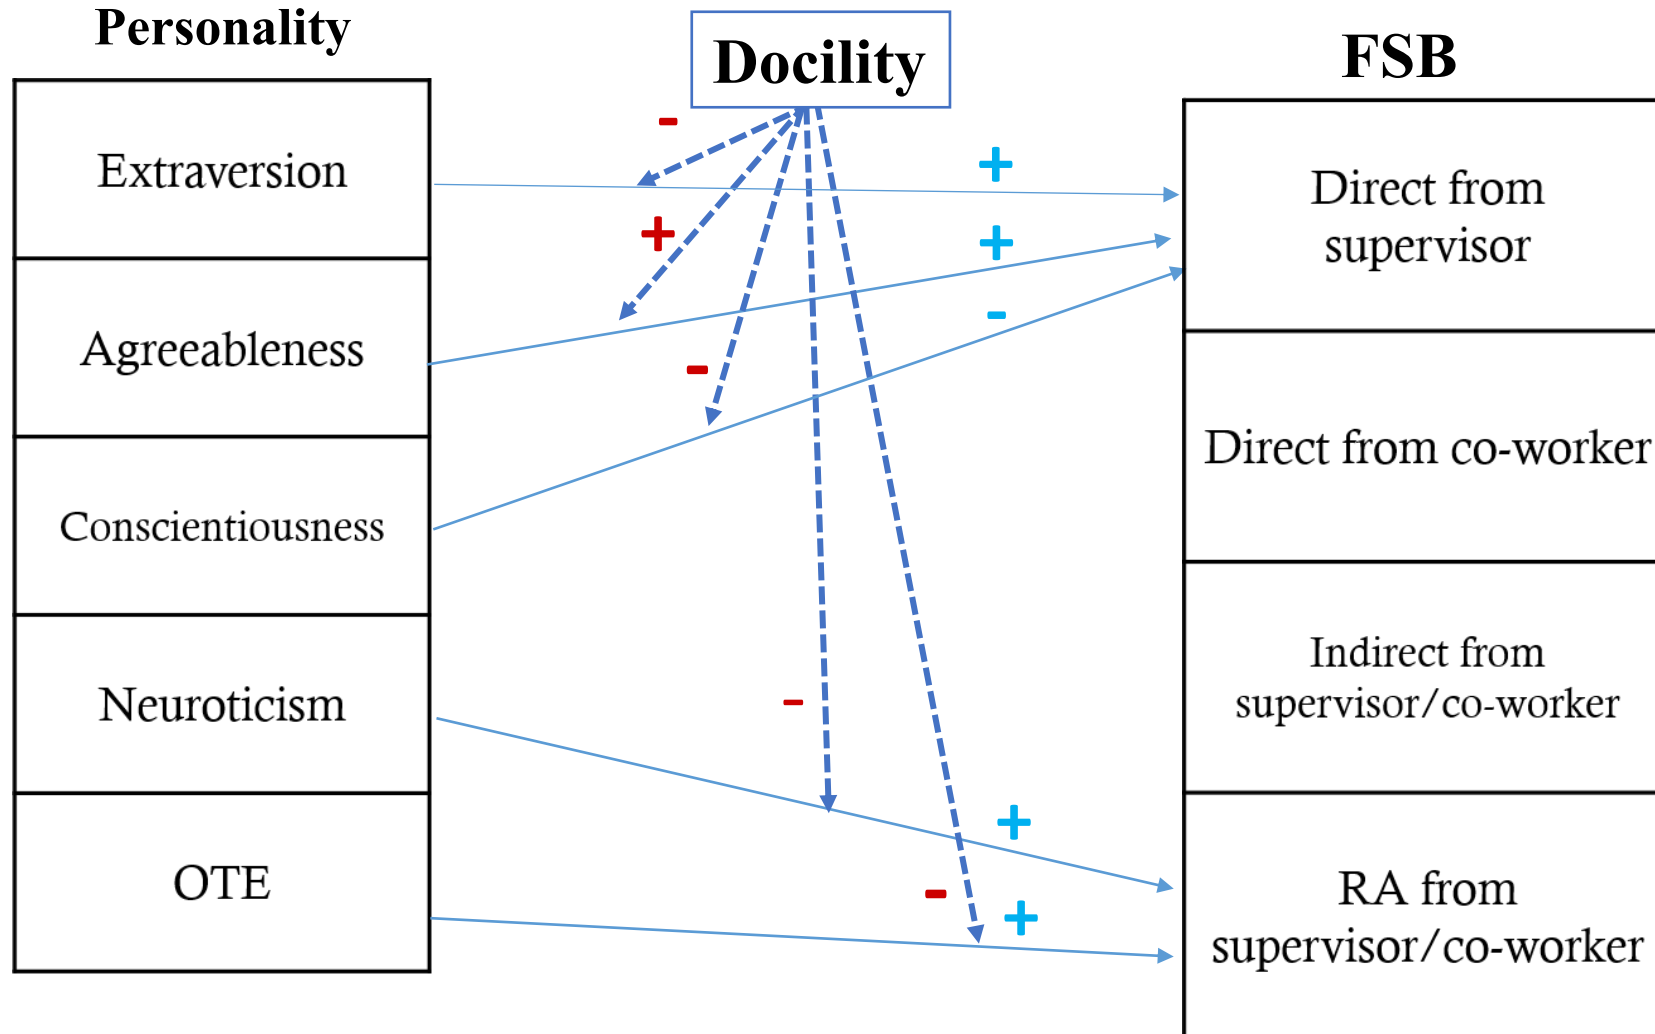 Personality
Docility
FSB
Extraversion
Agreeableness
Conscientiousness
Neuroticism
OTE
-
+
-
-
-
+
+
-
+
+
Direct from
supervisor
Direct from co-worker
Indirect from
supervisor/co-worker
RA from
supervisor/co-worker